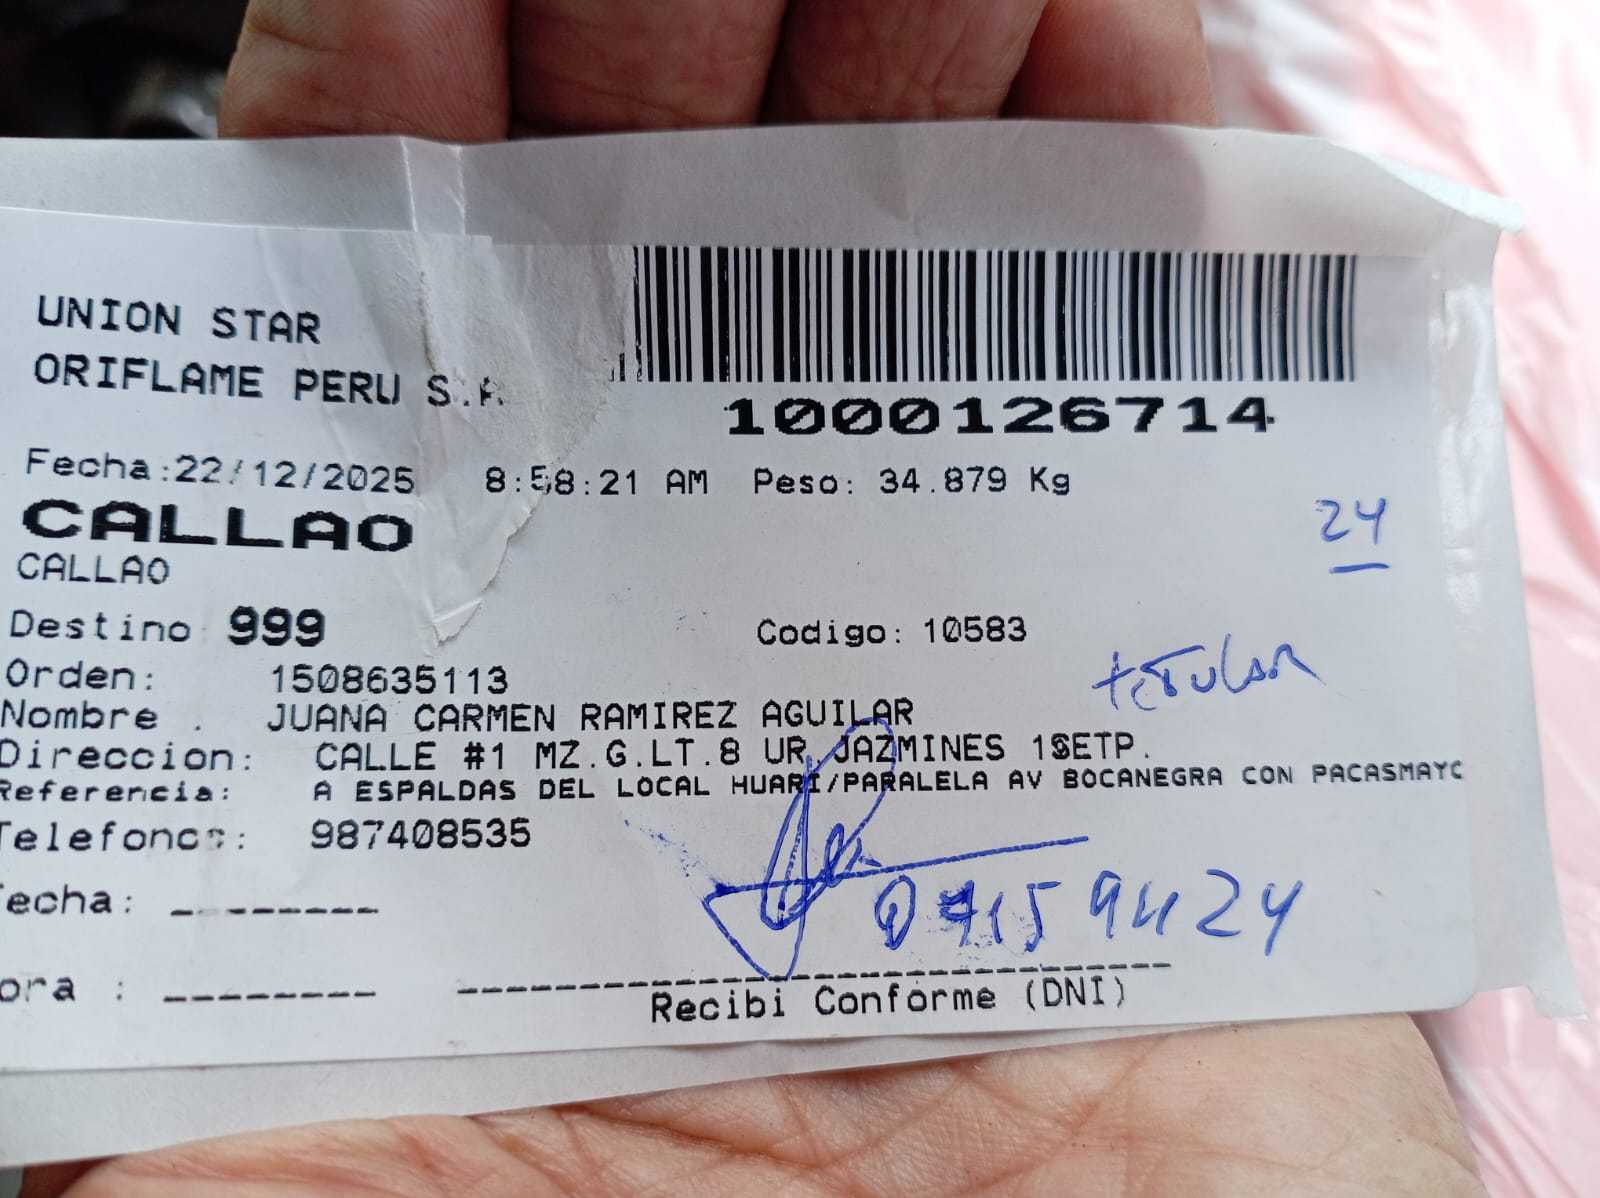 UNION STAR
ORIFLAME PERU S.A
1000126714
Fecha:22/12/2025 8:58:21 AM Peso: 34.879 Kg
24
CALLAO
CALLAO
Destino 999 Codigo: 10583
titular
Orden: 1508635113
Nombre . JUANA CARMEN RAMIREZ AGUILAR
Direccion: CALLE #1 MZ.G.LT.8 UR.JAZMINES 1SETP.
Referencia: A ESPALDAS DEL LOCAL HUARI/PARALELA AV BOCANEGRA CON PACASMAYO
Telefonos: 987408535
Fecha:
ora :
Recibi Conforme (DNI)